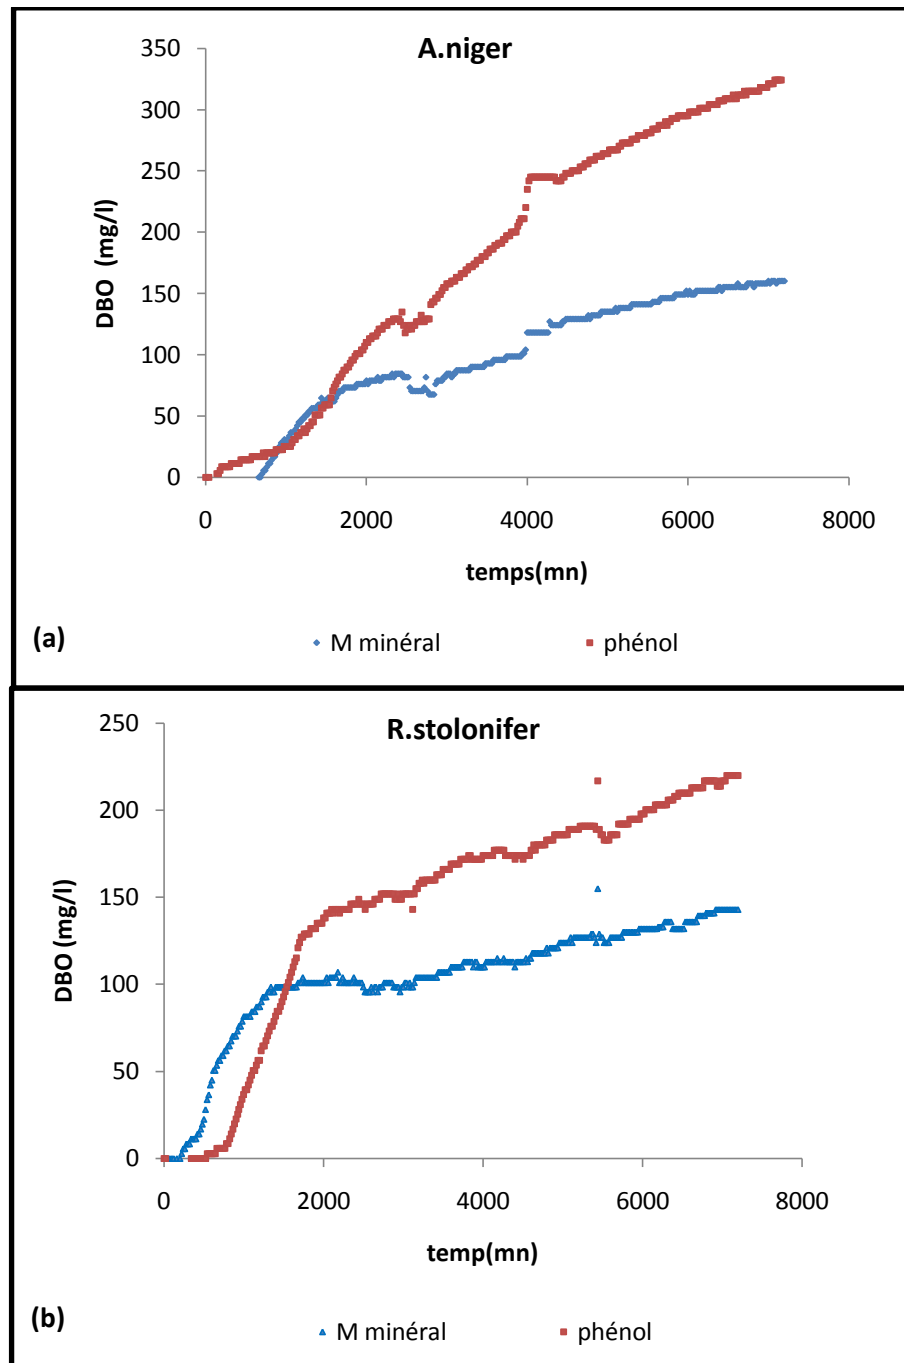 A.niger
350
300
250
200
150
100
50
0
DBO (mg/l)
0 2000 4000 6000 8000
temps(mn)
(a)
M minéral phénol
R.stolonifer
250
200
150
100
50
0
DBO (mg/l)
0 2000 4000 6000 8000
temp(mn)
(b)
M minéral phénol